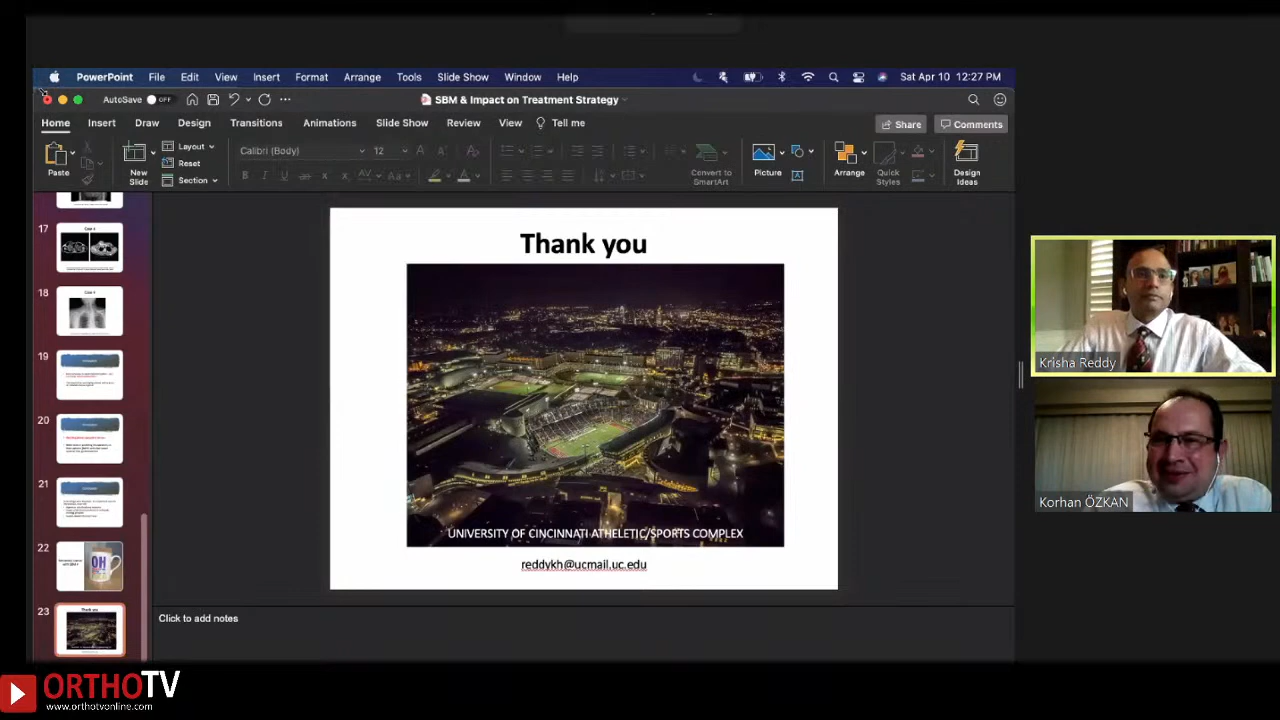 PowerPoint File Edit View Insert Format Arrange Tools Slide Show Window Help Sat Apr 10 12:27 PM
AutoSave OFF SBM & Impact on Treatment Strategy
Home Insert Draw Design Transitions Animations Slide Show Review View Tell me Share Comments
Paste New Slide Layout Reset Section Calibri (Body) 12 Convert to SmartArt Picture Arrange Quick Styles Design Ideas
17
18
19
20
21
22
OH
23
Thank you
Thank you
UNIVERSITY OF CINCINNATI ATHELETIC/SPORTS COMPLEX
reddykh@ucmail.uc.edu
Click to add notes
Krisha Reddy
Korhan ÖZKAN
ORTHOTV
www.orthotvonline.com